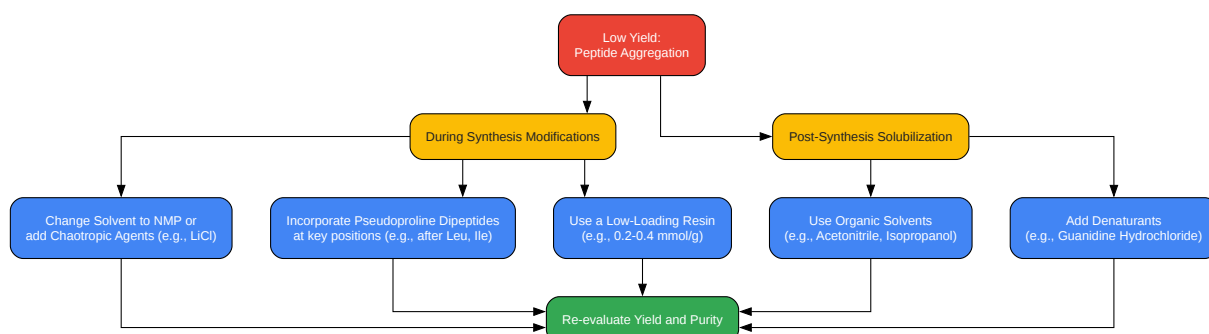 Low Yield:
Peptide Aggregation
During Synthesis Modifications
Post-Synthesis Solubilization
Change Solvent to NMP or
add Chaotropic Agents (e.g., LiCl)
Incorporate Pseudoproline Dipeptides
at key positions (e.g., after Leu, Ile)
Use a Low-Loading Resin
(e.g., 0.2-0.4 mmol/g)
Use Organic Solvents
(e.g., Acetonitrile, Isopropanol)
Add Denaturants
(e.g., Guanidine Hydrochloride)
Re-evaluate Yield and Purity